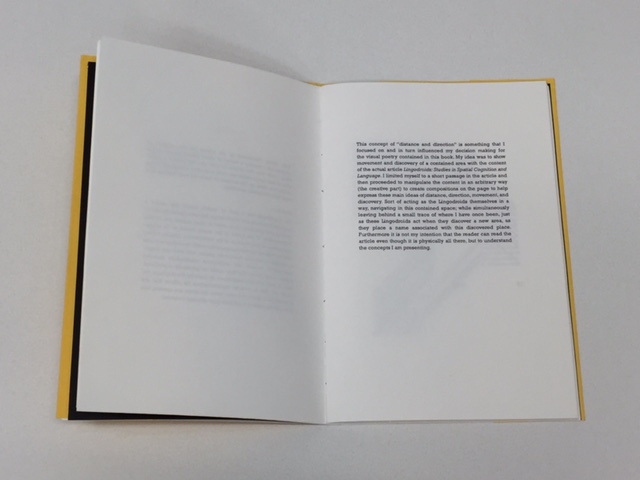 This concept of "distance and direction" is something that I
focused on and in turn influenced my decision making for
the visual poetry contained in this book. My idea was to show
movement and discovery of a contained area with the content
of the actual article Lingodroids: Studies in Spatial Cognition and
Language. I limited myself to a short passage in the article and
then proceeded to manipulate the content in an arbitrary way
(the creative part) to create compositions on the page to help
express these main ideas of distance, direction, movement, and
discovery. Sort of acting as the lingodroids themselves in a
way, navigating in this contained space, while simultaneously
leaving behind a small trace of where I have once been, just
as these lingodroids act when they discover a new area, as
they place a name associated with this discovered place.
Furthermore it is not my intention that the reader can read the
article even though it is physically all there, but, to understand
the concepts I am presenting.